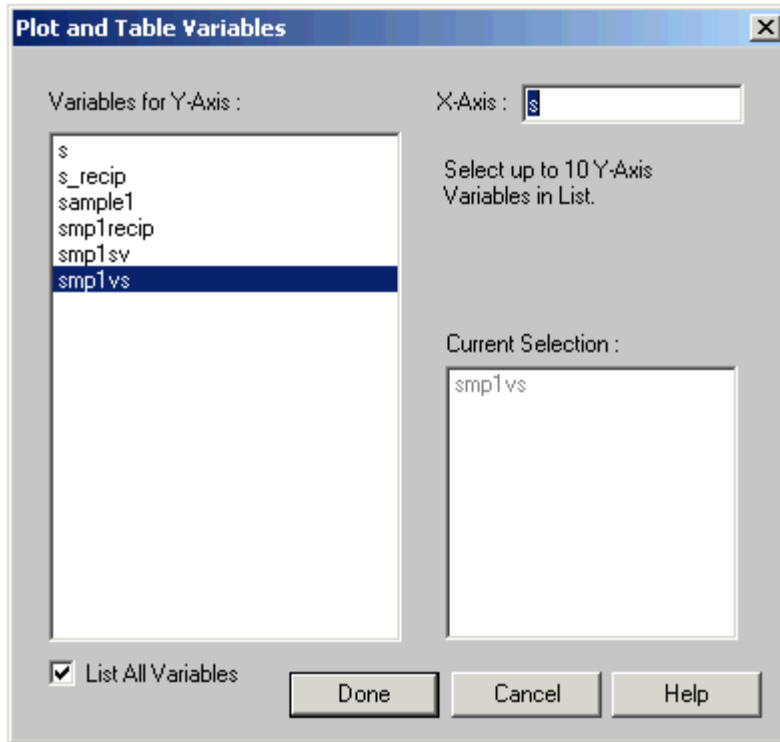 Plot and Table Variables
Variables for Y-Axis :
s
s_recip
sample1
smp1recip
smp1sv
smp1vs
List All Variables
X-Axis : s
Select up to 10 Y-Axis
Variables in List.
Current Selection :
smp1vs
Done
Cancel
Help